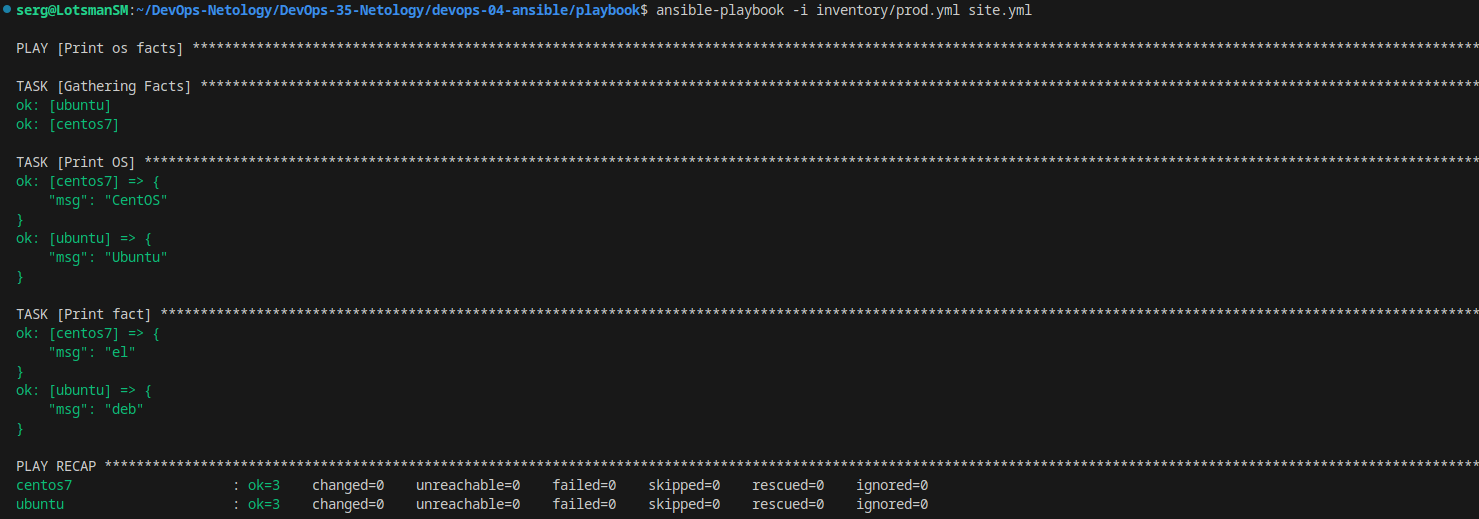 serg@LotsmanSM:~/DevOps-Netology/DevOps-35-Netology/devops-04-ansible/playbook$ ansible-playbook -i inventory/prod.yml site.yml
PLAY [Print os facts] ****************************************************************************************************************************************************************
TASK [Gathering Facts] ***************************************************************************************************************************************************************
ok: [ubuntu]
ok: [centos7]
TASK [Print OS] **********************************************************************************************************************************************************************
ok: [centos7] => {
    "msg": "CentOS"
}
ok: [ubuntu] => {
    "msg": "Ubuntu"
}
TASK [Print fact] ********************************************************************************************************************************************************************
ok: [centos7] => {
    "msg": "el"
}
ok: [ubuntu] => {
    "msg": "deb"
}
PLAY RECAP ***************************************************************************************************************************************************************************
centos7                    : ok=3    changed=0    unreachable=0    failed=0    skipped=0    rescued=0    ignored=0
ubuntu                     : ok=3    changed=0    unreachable=0    failed=0    skipped=0    rescued=0    ignored=0